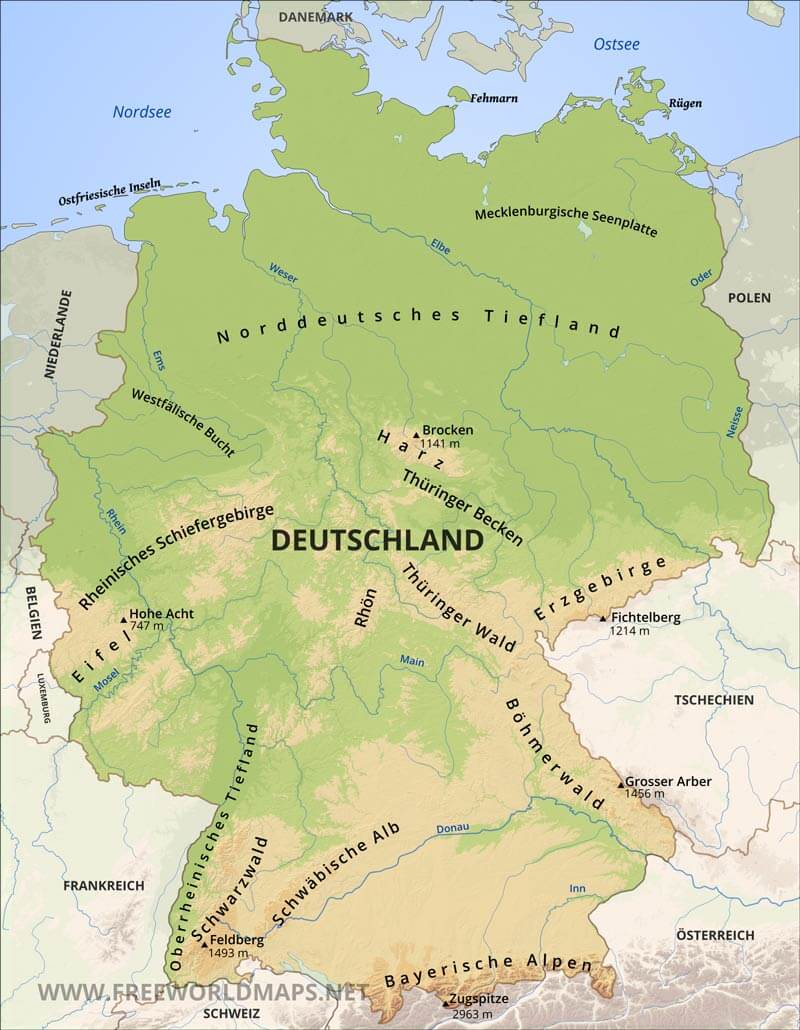 DANEMARK
Ostsee
Nordsee
Fehmarn
Rügen
Ostfriesische Inseln
Mecklenburgische Seenplatte
Elbe
Weser
Oder
POLEN
NIEDERLANDE
Norddeutsches Tiefland
Ems
Westfälische Bucht
Neisse
Brocken
1141 m
Harz
Thüringer Becken
Rhein
Rheinisches Schiefergebirge
DEUTSCHLAND
Erzgebirge
BELGIEN
Hohe Acht
747 m
Rhön
Thüringer Wald
Fichtelberg
1214 m
Eifel
Mosel
Main
LUXEMBURG
TSCHECHIEN
Böhmerwald
Oberrheinisches Tiefland
Grosser Arber
1456 m
Donau
Schwäbische Alb
Schwarzwald
FRANKREICH
Inn
Feldberg
1493 m
ÖSTERREICH
Bayerische Alpen
WWW.FREEWORLDMAPS.NET
Zugspitze
2963 m
SCHWEIZ